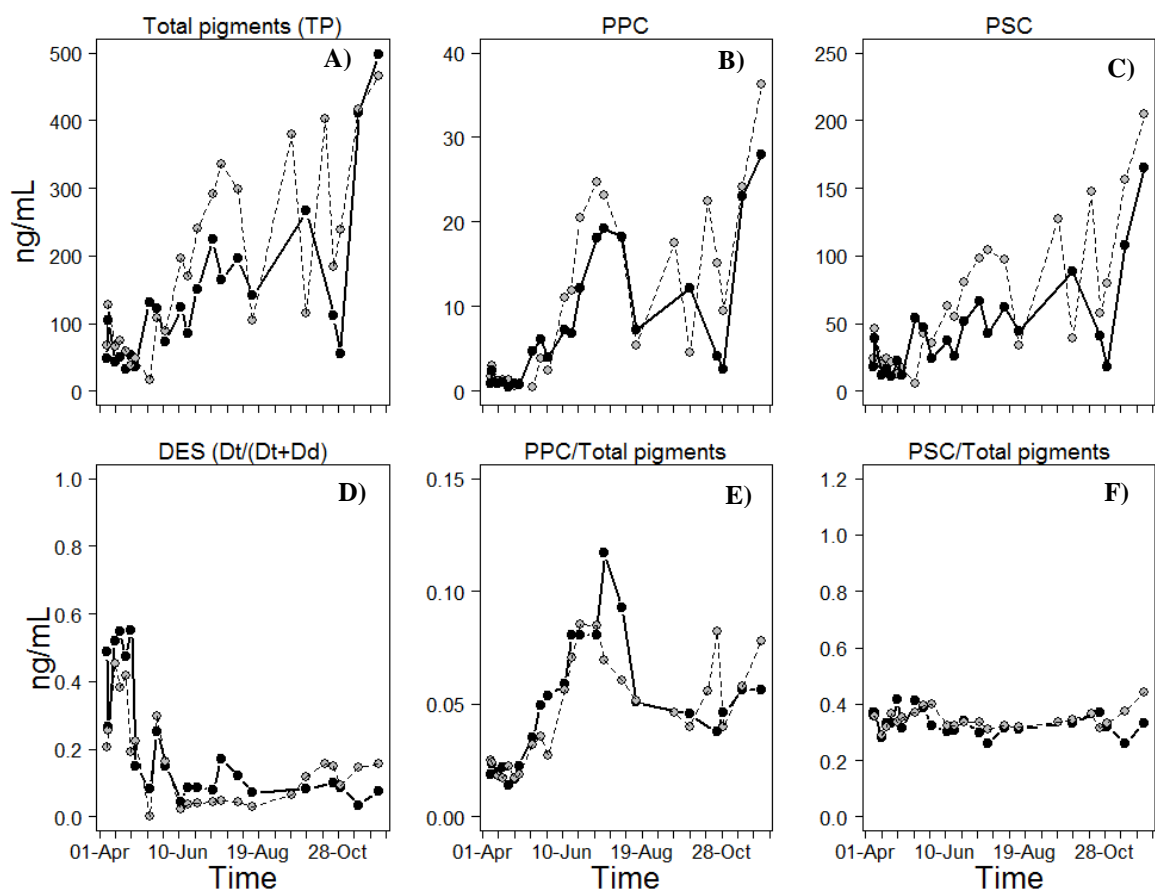 Total pigments (TP)
PPC
PSC
A)
B)
C)
ng/mL
500
400
300
200
100
0
40
30
20
10
0
250
200
150
100
50
0
DES (Dt/(Dt+Dd)
PPC/Total pigments
PSC/Total pigments
D)
E)
F)
ng/mL
1.0
0.8
0.6
0.4
0.2
0.0
0.15
0.10
0.05
0.00
1.2
1.0
0.8
0.6
0.4
0.2
0.0
01-Apr 10-Jun 19-Aug 28-Oct
01-Apr 10-Jun 19-Aug 28-Oct
01-Apr 10-Jun 19-Aug 28-Oct
Time
Time
Time